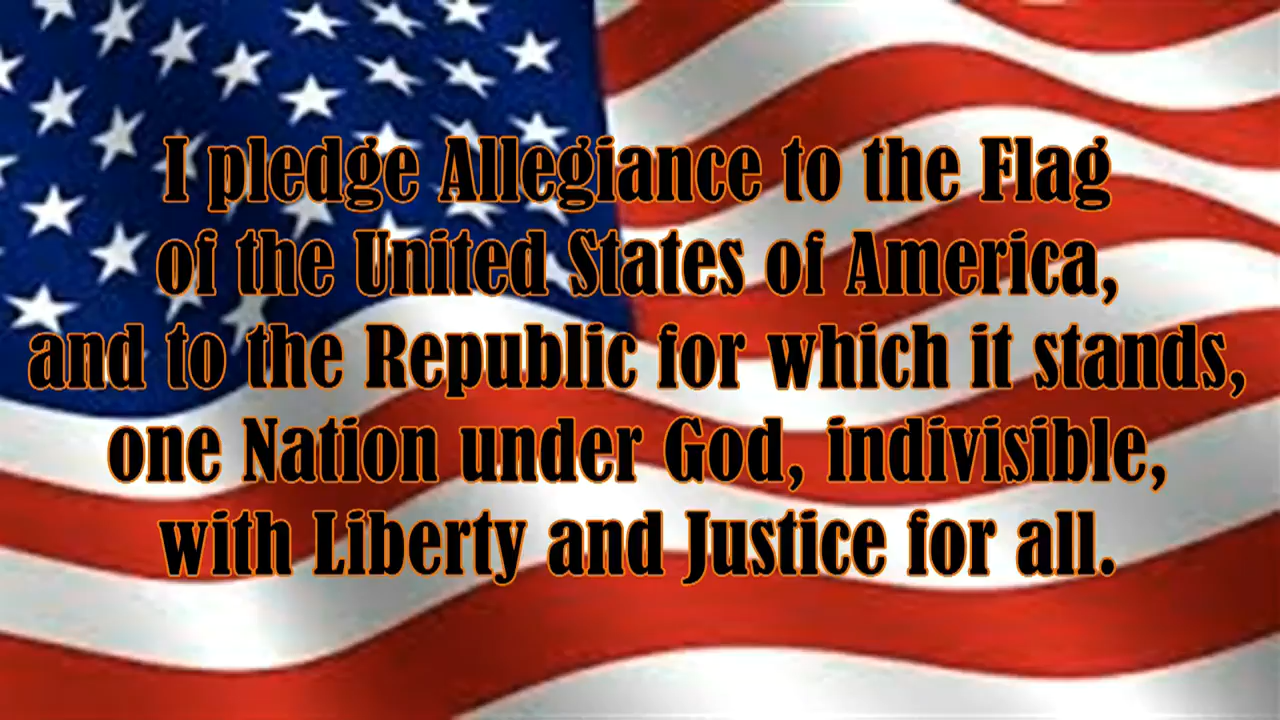 I pledge Allegiance to the Flag
of the United States of America,
and to the Republic for which it stands,
one Nation under God, indivisible,
with Liberty and Justice for all.